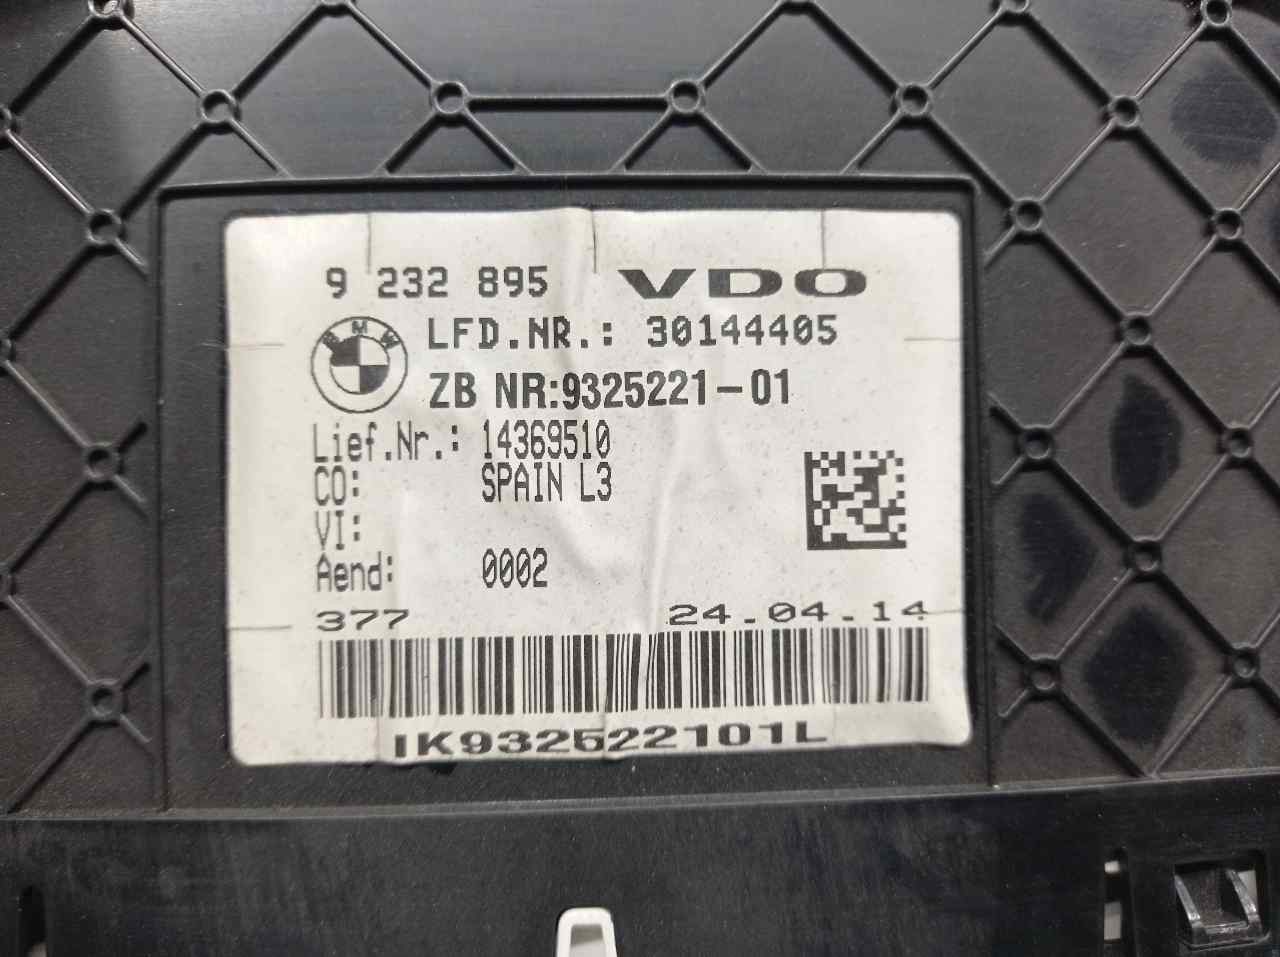 9 232 895 VDO
BMW
LFD.NR.: 30144405
ZB NR:9325221-01
Lief.Nr.: 14369510
CO: SPAIN L3
VI:
Aend: 0002
377 24.04.14
IK932522101L